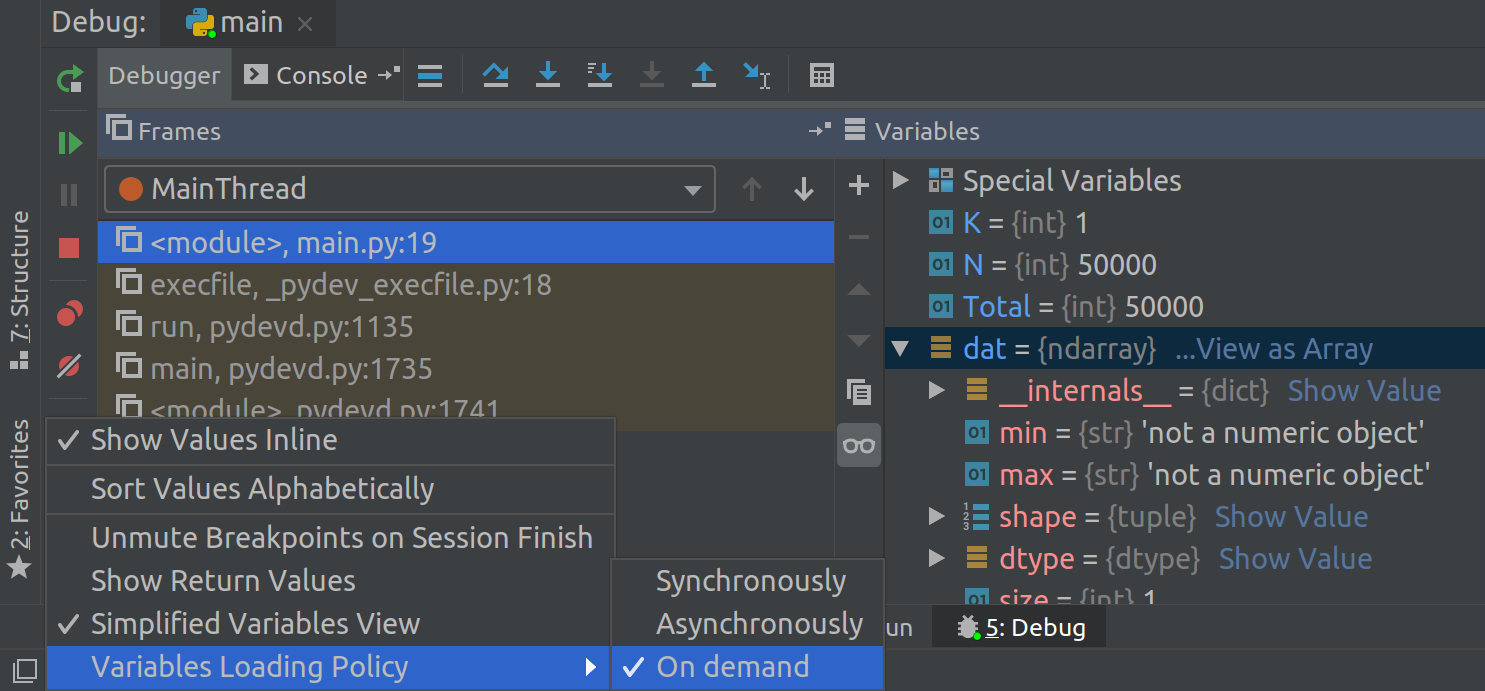 Debug: main
Debugger Console
Frames
Variables
MainThread
<module>, main.py:19
execfile, _pydev_execfile.py:18
run, pydevd.py:1135
main, pydevd.py:1735
<module>, pydevd.py:1741
Special Variables
K = {int} 1
N = {int} 50000
Total = {int} 50000
dat = {ndarray} ...View as Array
__internals__ = {dict} Show Value
min = {str} 'not a numeric object'
max = {str} 'not a numeric object'
shape = {tuple} Show Value
dtype = {dtype} Show Value
size = {int} 1
7: Structure
2: Favorites
Show Values Inline
Sort Values Alphabetically
Unmute Breakpoints on Session Finish
Show Return Values
Simplified Variables View
Variables Loading Policy
Synchronously
Asynchronously
On demand
un
5: Debug